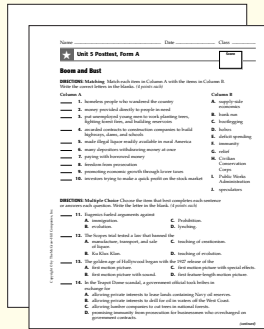 Name Date Class
Unit 5 Posttest, Form A
Score
Boom and Bust
DIRECTIONS: Matching Match each item in Column A with the items in Column B.
Write the correct letters in the blanks. (4 points each)
Column A
Column B
1. homeless people who wandered the country
2. money provided directly to people in need
3. put unemployed young men to work planting trees,
fighting forest fires, and building reservoirs
4. awarded contracts to construction companies to build
highways, dams, and schools
5. made illegal liquor readily available in rural America
6. many depositors withdrawing money at once
7. paying with borrowed money
8. freedom from prosecution
9. promoting economic growth through lower taxes
10. investors trying to make a quick profit on the stock market
A. supply-side
economics
B. bank run
C. bootlegging
D. hobos
E. deficit spending
F. immunity
G. relief
H. Civilian
Conservation
Corps
I. Public Works
Administration
J. speculators
DIRECTIONS: Multiple Choice Choose the item that best completes each sentence
or answers each question. Write the letter in the blank. (4 points each)
11. Eugenics fueled arguments against
A. immigration. C. Prohibition.
B. evolution. D. lynching.
12. The Scopes trial tested a law that banned the
A. manufacture, transport, and sale C. teaching of creationism.
of liquor.
B. Ku Klux Klan. D. teaching of evolution.
13. The golden age of Hollywood began with the 1927 release of the
A. first motion picture. C. first motion picture with special effects.
B. first motion picture with sound. D. first feature-length motion picture.
14. In the Teapot Dome scandal, a government official took bribes in
exchange for
A. allowing private interests to lease lands containing Navy oil reserves.
B. allowing private interests to drill for oil in waters off the West Coast.
C. allowing lumber companies to cut trees in national forests.
D. promising immunity from prosecution for businessmen who overcharged on
government contracts.
(continued)